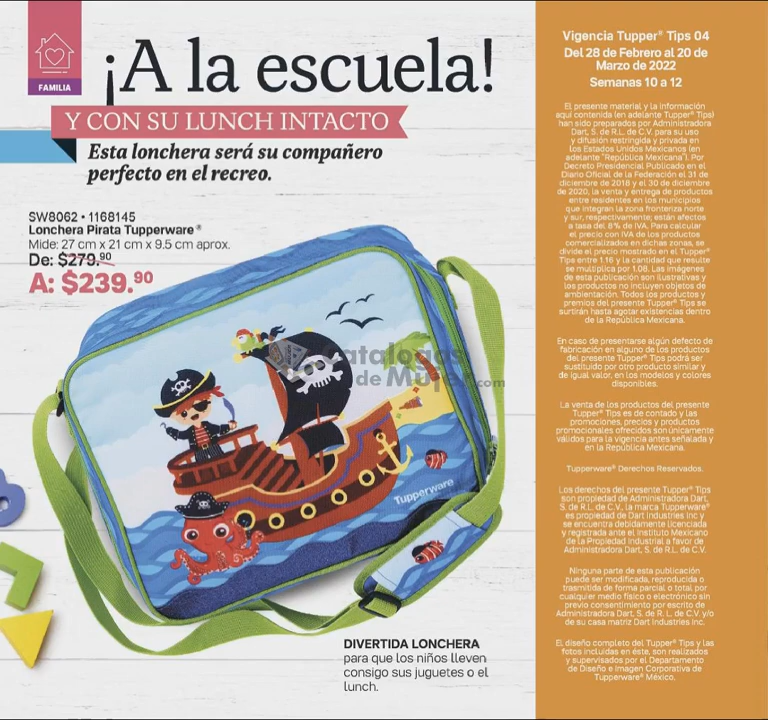 FAMILIA
¡A la escuela!
Y CON SU LUNCH INTACTO
Esta lonchera será su compañero
perfecto en el recreo.
SW8062 • 1168145
Lonchera Pirata Tupperware®
Mide: 27 cm x 21 cm x 9.5 cm aprox.
De: $279.90
A: $239.90
Catalogos
de Mujer.com
Tupperware
DIVERTIDA LONCHERA
para que los niños lleven
consigo sus juguetes o el
lunch.
Vigencia Tupper® Tips 04
Del 28 de Febrero al 20 de
Marzo de 2022
Semanas 10 a 12
El presente material y la información
aquí contenida (en adelante Tupper® Tips)
han sido preparados por Administradora
Dart, S. de R.L. de C.V. para su uso
y difusión restringida y privada en
los Estados Unidos Mexicanos (en
adelante "República Mexicana"). Por
Decreto Presidencial Publicado en el
Diario Oficial de la Federación el 31 de
diciembre de 2018 y el 30 de diciembre
de 2020, la venta y entrega de productos
entre residentes en los municipios
que integran la zona fronteriza norte
y sur, respectivamente; están afectos
a tasa del 8% de IVA. Para calcular
el precio con IVA de los productos
comercializados en dichas zonas, se
divide el precio mostrado en el Tupper®
Tips entre 1.16 y la cantidad que resulte
se multiplica por 1.08. Las imágenes
de esta publicación son ilustrativas y
los productos no incluyen objetos de
ambientación. Todos los productos y
premios del presente Tupper® Tips se
surtirán hasta agotar existencias dentro
de la República Mexicana.
En caso de presentarse algún defecto de
fabricación en alguno de los productos
del presente Tupper® Tips podrá ser
sustituido por otro producto similar y
de igual valor, en los modelos y colores
disponibles.
La venta de los productos del presente
Tupper® Tips es de contado y las
promociones, precios y productos
promocionales ofrecidos son únicamente
válidos para la vigencia antes señalada y
en la República Mexicana.
Tupperware® Derechos Reservados.
Los derechos del presente Tupper® Tips
son propiedad de Administradora Dart,
S. de R.L. de C.V., la marca Tupperware®
es propiedad de Dart Industries Inc y
se encuentra debidamente licenciada
y registrada ante el Instituto Mexicano
de la Propiedad Industrial a favor de
Administradora Dart, S. de R.L. de C.V.
Ninguna parte de esta publicación
puede ser modificada, reproducida o
trasmitida de forma parcial o total por
cualquier medio físico o electrónico sin
previo consentimiento por escrito de
Administradora Dart, S. de R. L. de C.V. y/o
de su casa matriz Dart Industries Inc.
El diseño completo del Tupper® Tips y las
fotos incluidas en éste, son realizados
y supervisados por el Departamento
de Diseño e Imagen Corporativa de
Tupperware® México.